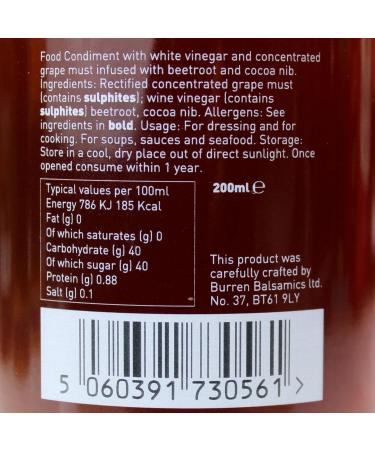 Food Condiment with white vinegar and concentrated
grape must infused with beetroot and cocoa nib.
Ingredients: Rectified concentrated grape must
(contains sulphites); wine vinegar (contains
sulphites) beetroot, cocoa nib. Allergens: See
ingredients in bold. Usage: For dressing and for
cooking. For soups, sauces and seafood. Storage:
Store in a cool, dry place out of direct sunlight. Once
opened consume within 1 year.
Typical values per 100ml
Energy 786 KJ 185 Kcal
Fat (g) 0
Of which saturates (g) 0
Carbohydrate (g) 40
Of which sugar (g) 40
Protein (g) 0.88
Salt (g) 0.1
200ml ℮
This product was
carefully crafted by
Burren Balsamics ltd.
No. 37, BT61 9LY
5 060391 730561 >